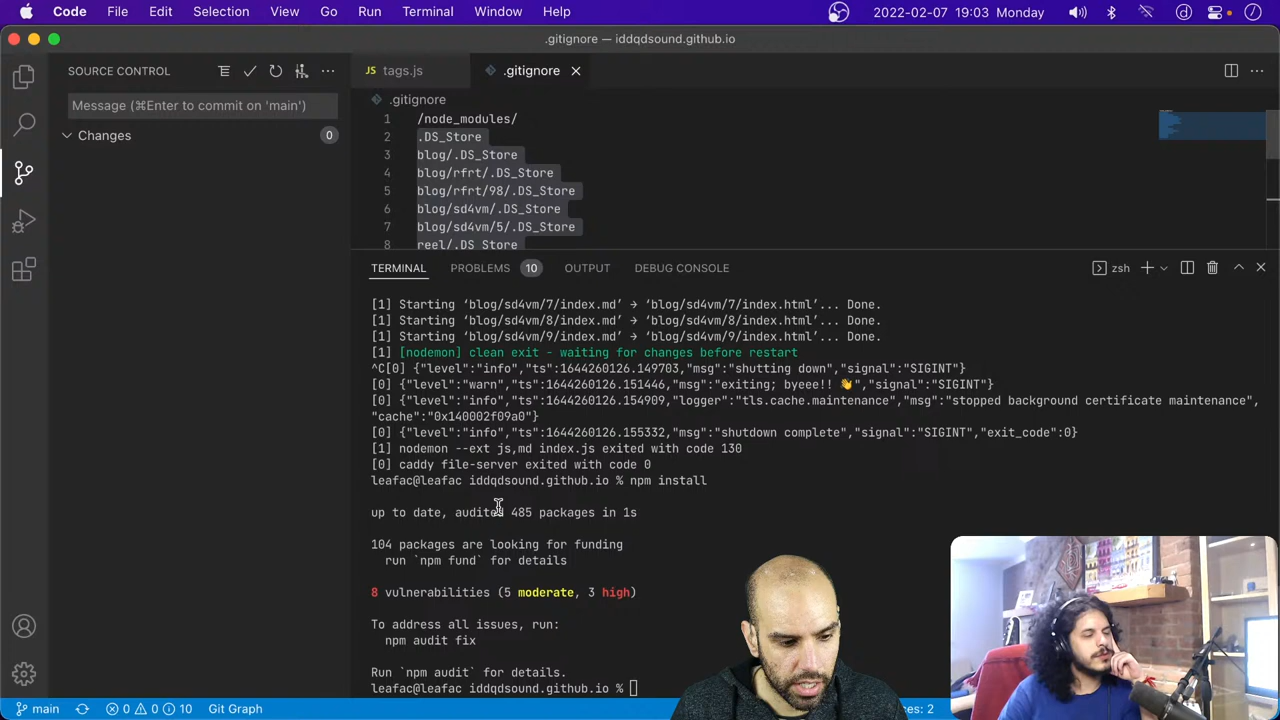 Code File Edit Selection View Go Run Terminal Window Help 2022-02-07 19:03 Monday
.gitignore — iddqdsound.github.io
SOURCE CONTROL
JS tags.js
.gitignore
Message (⌘Enter to commit on 'main')
Changes 0
.gitignore
1 /node_modules/
2 .DS_Store
3 blog/.DS_Store
4 blog/rfrt/.DS_Store
5 blog/rfrt/98/.DS_Store
6 blog/sd4vm/.DS_Store
7 blog/sd4vm/5/.DS_Store
8 reel/.DS_Store
TERMINAL PROBLEMS 10 OUTPUT DEBUG CONSOLE zsh
[1] Starting ‘blog/sd4vm/7/index.md’ → ‘blog/sd4vm/7/index.html’... Done.
[1] Starting ‘blog/sd4vm/8/index.md’ → ‘blog/sd4vm/8/index.html’... Done.
[1] Starting ‘blog/sd4vm/9/index.md’ → ‘blog/sd4vm/9/index.html’... Done.
[1] [nodemon] clean exit - waiting for changes before restart
^C[0] {"level":"info","ts":1644260126.149703,"msg":"shutting down","signal":"SIGINT"}
[0] {"level":"warn","ts":1644260126.151446,"msg":"exiting; byeee!! 👋","signal":"SIGINT"}
[0] {"level":"info","ts":1644260126.154909,"logger":"tls.cache.maintenance","msg":"stopped background certificate maintenance",
"cache":"0x140002f09a0"}
[0] {"level":"info","ts":1644260126.155332,"msg":"shutdown complete","signal":"SIGINT","exit_code":0}
[1] nodemon --ext js,md index.js exited with code 130
[0] caddy file-server exited with code 0
leafac@leafac iddqdsound.github.io % npm install
up to date, audited 485 packages in 1s
104 packages are looking for funding
run `npm fund` for details
8 vulnerabilities (5 moderate, 3 high)
To address all issues, run:
npm audit fix
Run `npm audit` for details.
leafac@leafac iddqdsound.github.io %
main 0 0 10 Git Graph